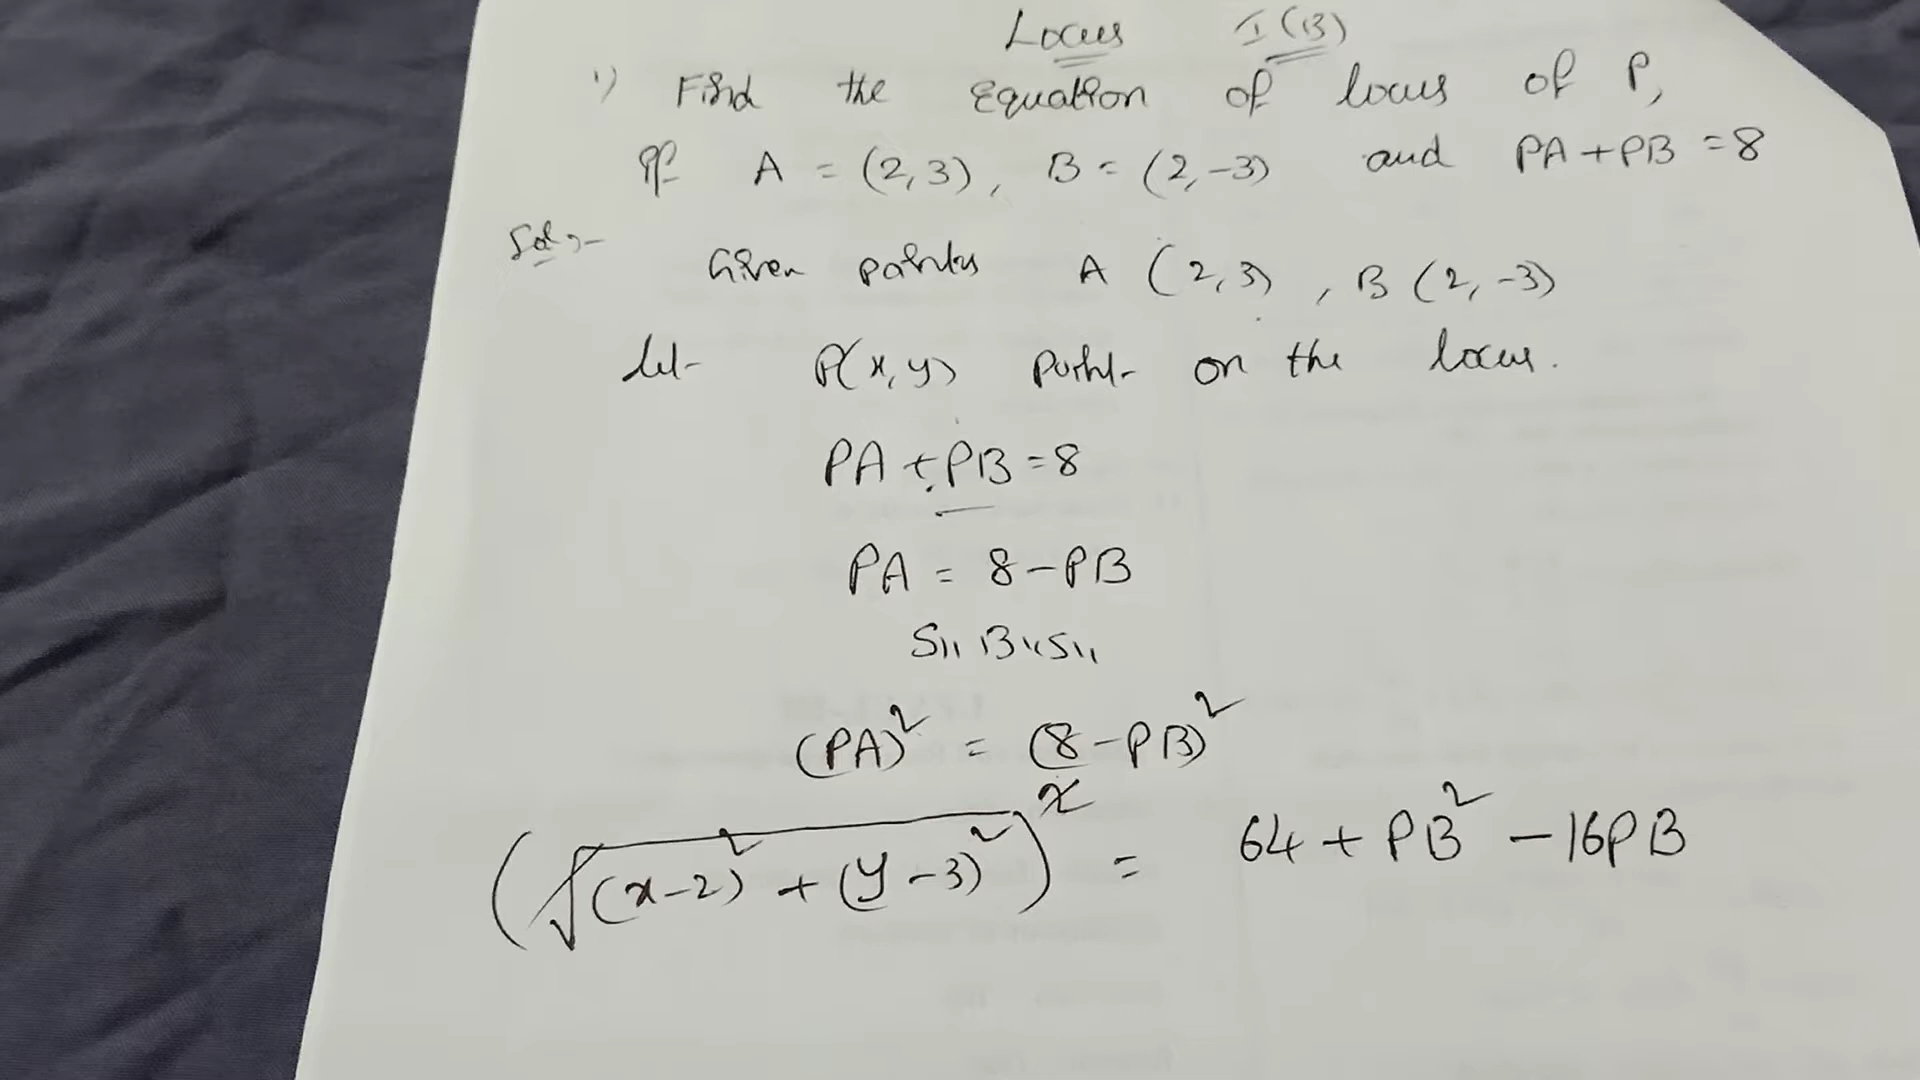 Locus I(B)
1) Find the equation of locus of P,
If A = (2,3), B = (2,-3) and PA+PB = 8
Sol:-
Given points A (2,3), B (2,-3)
Let P(x,y) point on the locus.
PA + PB = 8
PA = 8-PB
S'' B'' S''
(PA)² = (8-PB)²
(√(x-2)² + (y-3)²)² = 64 + PB² - 16PB